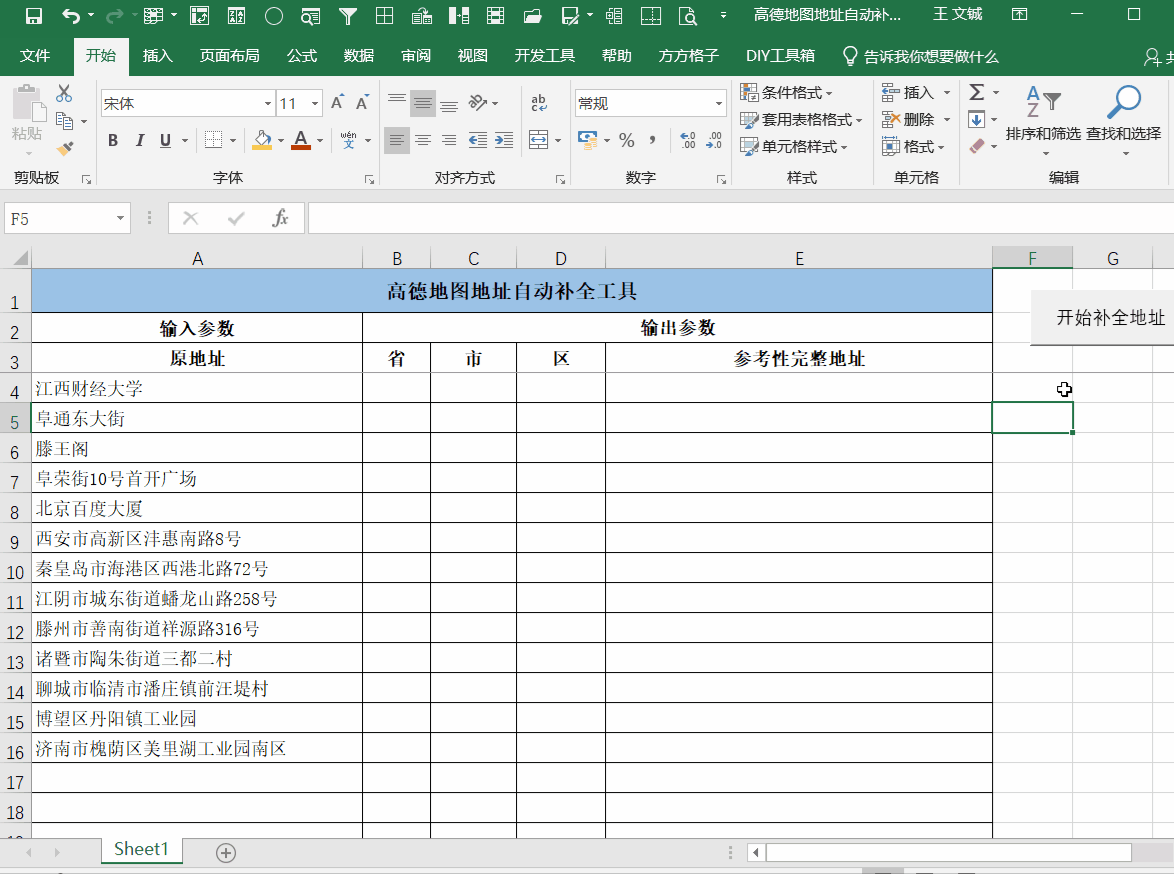 高德地图地址自动补... 王 文铖
文件 开始 插入 页面布局 公式 数据 审阅 视图 开发工具 帮助 方方格子 DIY工具箱 告诉我你想要做什么
宋体 11 A A ab 常规 条件格式 插入 Σ A Z
粘贴 B I U A wén 文 % , .0 .00 .00 .0 套用表格格式 删除 排序和筛选 查找和选择
单元格样式 格式
剪贴板 字体 对齐方式 数字 样式 单元格 编辑
F5 fx
A B C D E F G
1 高德地图地址自动补全工具
开始补全地址
2 输入参数 输出参数
3 原地址 省 市 区 参考性完整地址
4 江西财经大学
5 阜通东大街
6 滕王阁
7 阜荣街10号首开广场
8 北京百度大厦
9 西安市高新区沣惠南路8号
10 秦皇岛市海港区西港北路72号
11 江阴市城东街道蟠龙山路258号
12 滕州市善南街道祥源路316号
13 诸暨市陶朱街道三都二村
14 聊城市临清市潘庄镇前汪堤村
15 博望区丹阳镇工业园
16 济南市槐荫区美里湖工业园南区
17
18
Sheet1